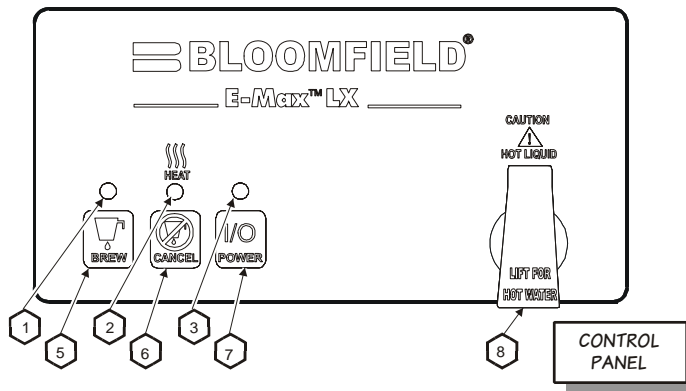 BLOOMFIELD®
E-Max™ LX
CAUTION
HOT LIQUID
HEAT
BREW
CANCEL
I/O
POWER
LIFT FOR
HOT WATER
1
2
3
5
6
7
8
CONTROL
PANEL